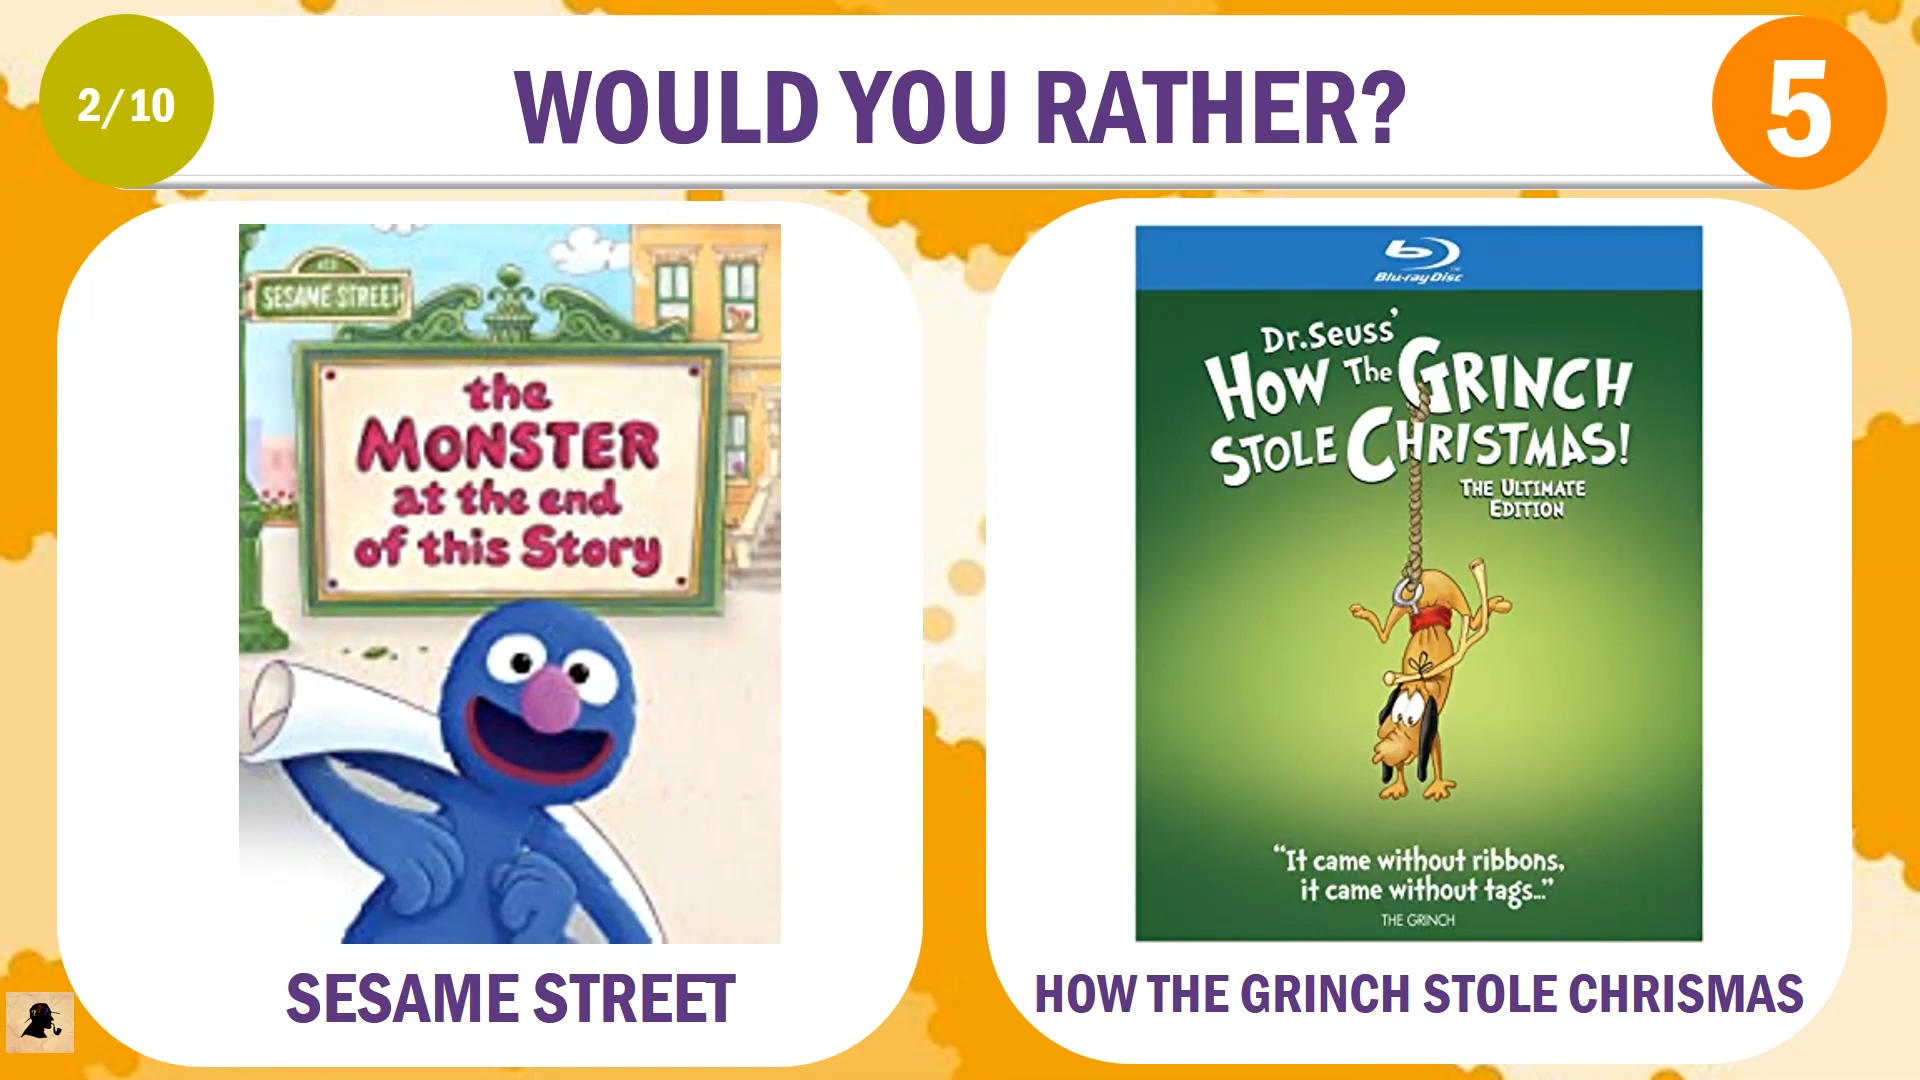 2/10
WOULD YOU RATHER?
5
SESAME STREET
the
MONSTER
at the end
of this Story
SESAME STREET
Blu-ray Disc
Dr. Seuss'
HOW The GRINCH
STOLE CHRISTMAS!
THE ULTIMATE
EDITION
"It came without ribbons,
it came without tags..."
THE GRINCH
HOW THE GRINCH STOLE CHRISMAS